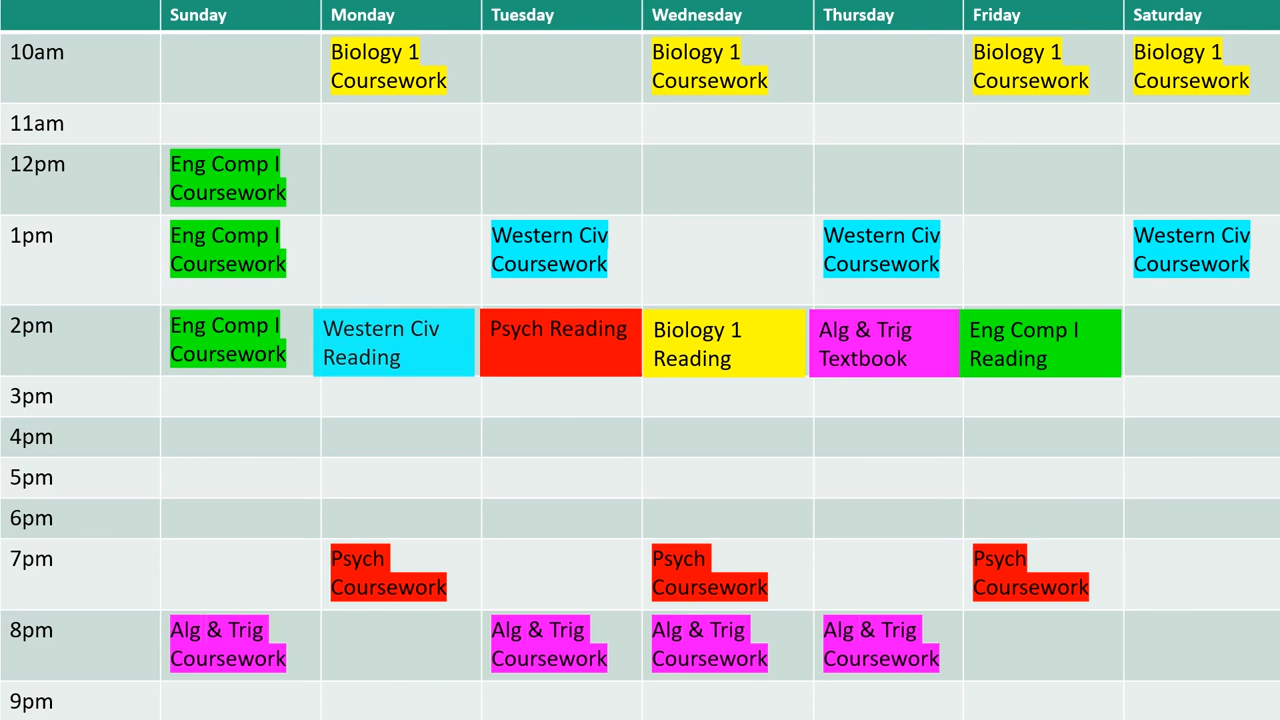 Sunday Monday Tuesday Wednesday Thursday Friday Saturday
10am Biology 1 Biology 1 Biology 1 Biology 1
Coursework Coursework Coursework Coursework
11am
12pm Eng Comp I
Coursework
1pm Eng Comp I Western Civ Western Civ Western Civ
Coursework Coursework Coursework Coursework
2pm Eng Comp I Western Civ Psych Reading Biology 1 Alg & Trig Eng Comp I
Coursework Reading Reading Textbook Reading
3pm
4pm
5pm
6pm
7pm Psych Psych Psych
Coursework Coursework Coursework
8pm Alg & Trig Alg & Trig Alg & Trig Alg & Trig
Coursework Coursework Coursework Coursework
9pm